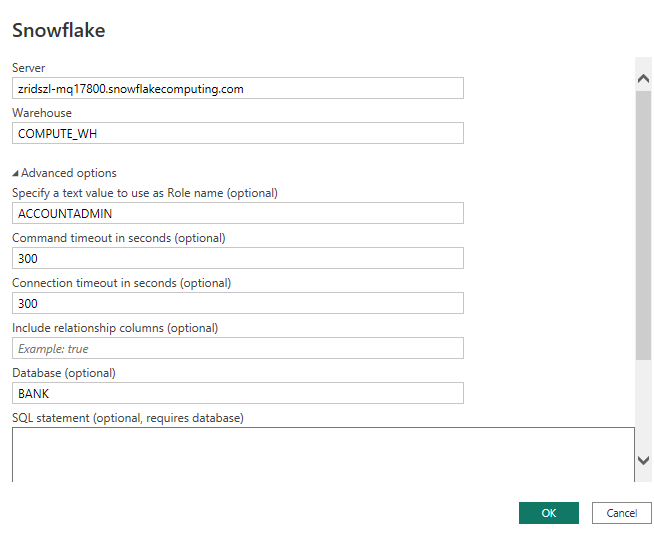 Snowflake
Server
zridszl-mq17800.snowflakecomputing.com
Warehouse
COMPUTE_WH
Advanced options
Specify a text value to use as Role name (optional)
ACCOUNTADMIN
Command timeout in seconds (optional)
300
Connection timeout in seconds (optional)
300
Include relationship columns (optional)
Example: true
Database (optional)
BANK
SQL statement (optional, requires database)
OK Cancel